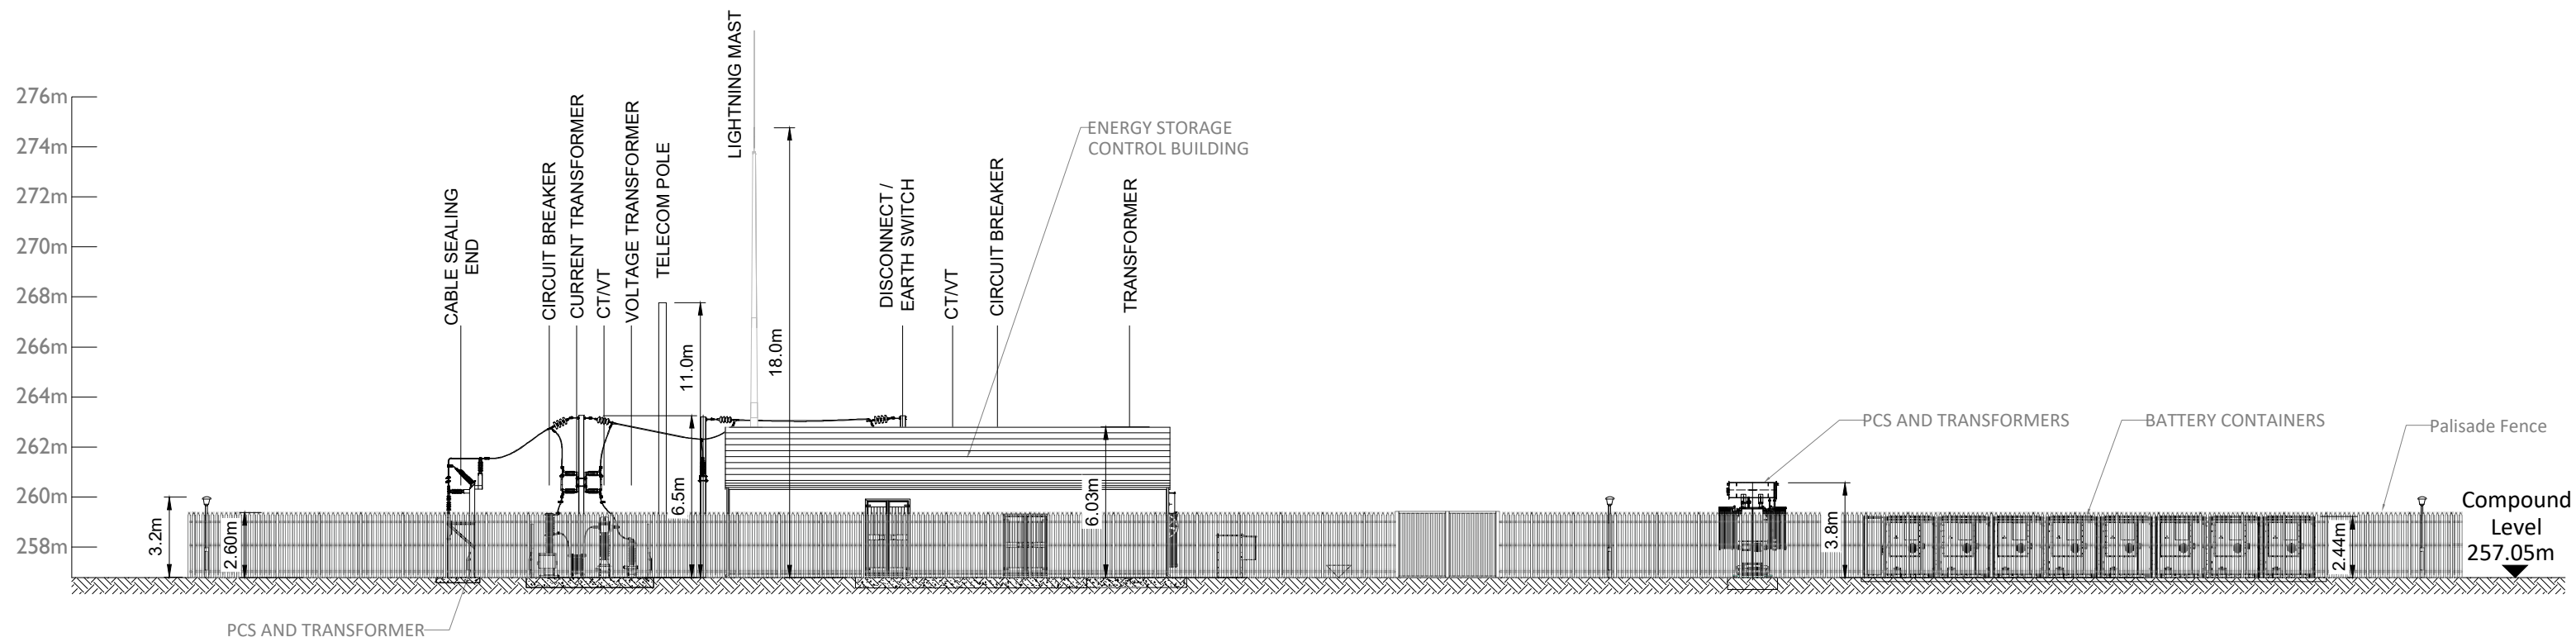 276m
274m
272m
270m
268m
266m
264m
262m
260m
258m
3.2m
2.60m
CABLE SEALING
END
CIRCUIT BREAKER
CURRENT TRANSFORMER
CT/VT
VOLTAGE TRANSFORMER
TELECOM POLE
6.5m
11.0m
LIGHTNING MAST
18.0m
DISCONNECT /
EARTH SWITCH
CT/VT
CIRCUIT BREAKER
ENERGY STORAGE
CONTROL BUILDING
6.03m
TRANSFORMER
PCS AND TRANSFORMERS
3.8m
BATTERY CONTAINERS
2.44m
Palisade Fence
Compound
Level
257.05m
PCS AND TRANSFORMER